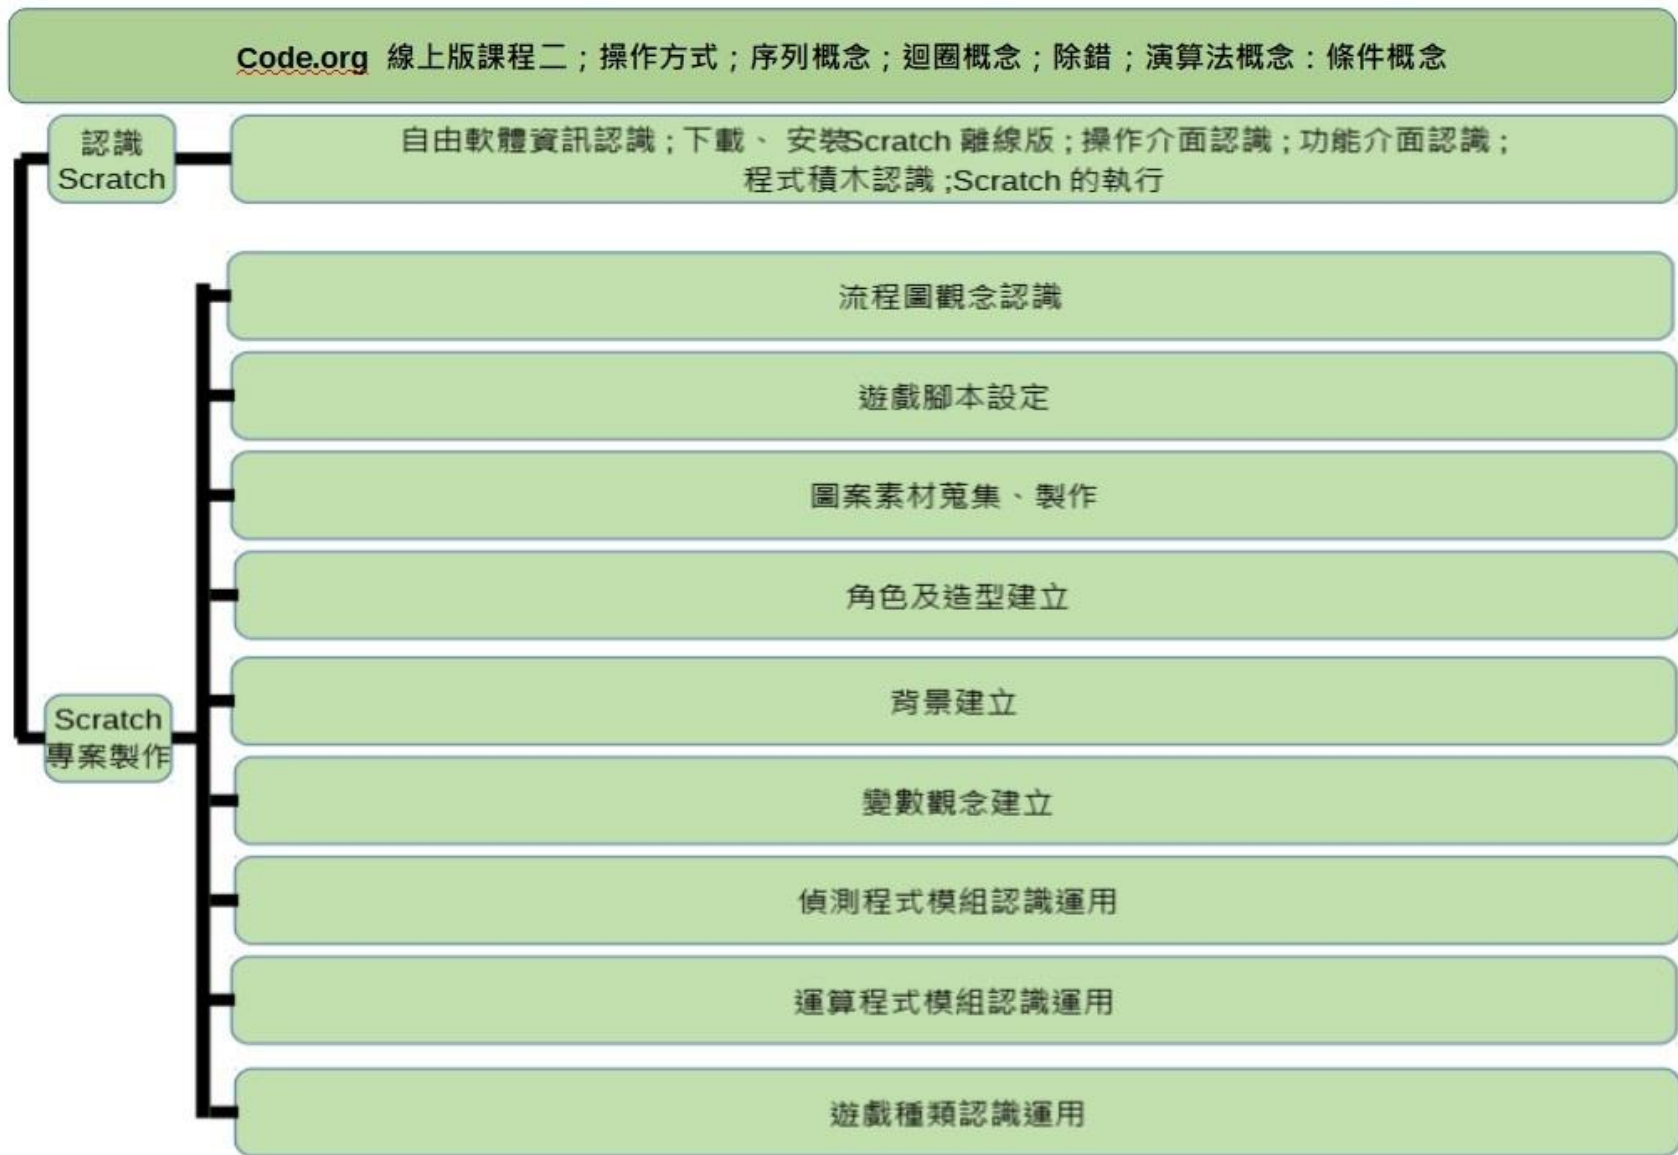 Code.org 線上版課程二；操作方式；序列概念；迴圈概念；除錯；演算法概念：條件概念
認識
Scratch
自由軟體資訊認識；下載、 安裝Scratch 離線版；操作介面認識；功能介面認識；
程式積木認識；Scratch 的執行
流程圖觀念認識
遊戲腳本設定
圖案素材蒐集、製作
角色及造型建立
背景建立
Scratch
專案製作
變數觀念建立
偵測程式模組認識運用
運算程式模組認識運用
遊戲種類認識運用